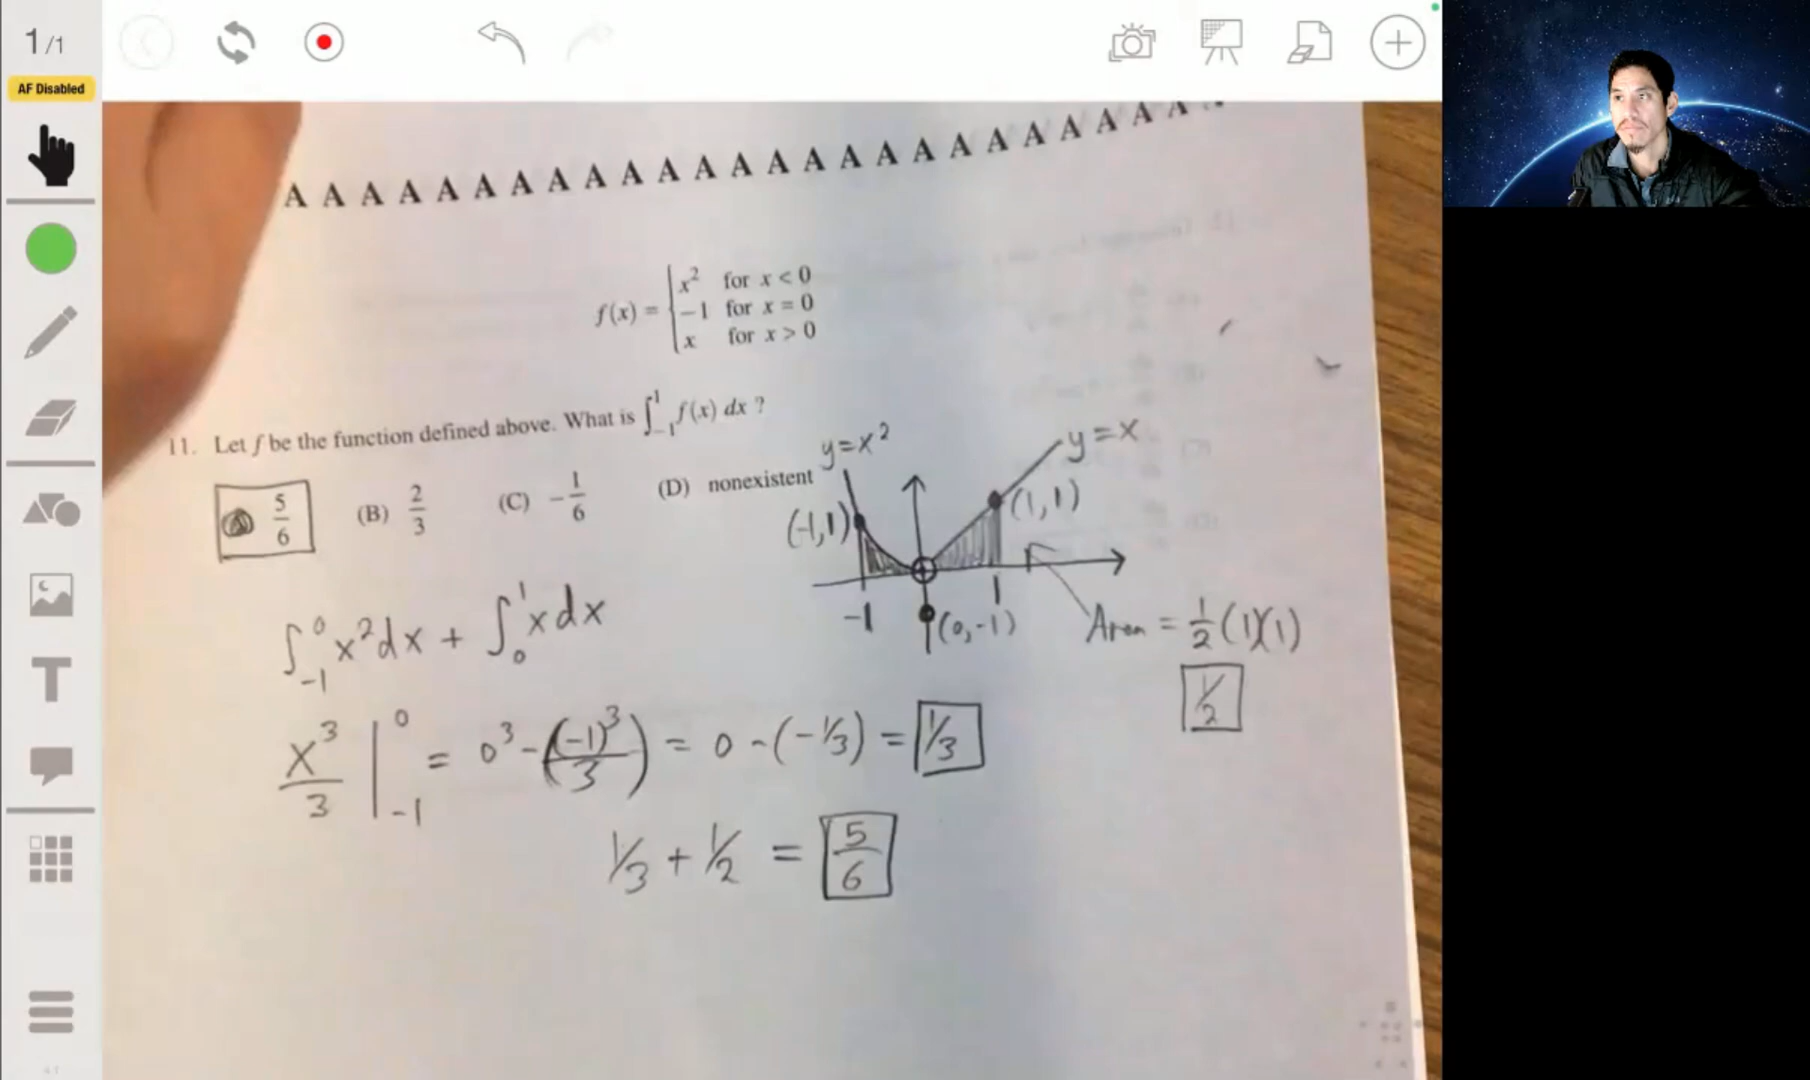 1/1
AF Disabled
A A A A A A A A A A A A A A A A A A A A A A A A A
f(x) = { x² for x < 0
−1 for x = 0
x for x > 0
11. Let f be the function defined above. What is ∫₋₁¹ f(x) dx ?
(A) 5/6 (B) 2/3 (C) −1/6 (D) nonexistent
y=x²
y=x
(-1,1)
(1,1)
-1
1
(0,-1)
Area = 1/2 (1)(1)
1/2
∫₋₁⁰ x²dx + ∫₀¹ xdx
x³/3 |₋₁⁰ = 0³ - ((-1)³/3) = 0 - (-1/3) = 1/3
1/3 + 1/2 = 5/6
T